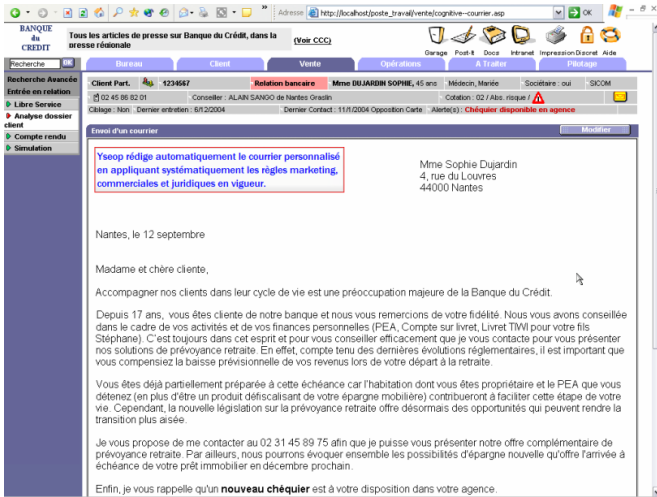 Adresse http://localhost/poste_travail/vente/cognitive--courrier.asp OK
BANQUE
du
CREDIT
Tous les articles de presse sur Banque du Crédit, dans la
presse régionale
(Voir CCC)
Garage Post-it Docs Intranet Impression Discret Aide
Recherche OK
Bureau Client Vente Opérations A Traiter Pilotage
Recherche Avancée
Entrée en relation
Libre Service
Analyse dossier
client
Compte rendu
Simulation
Client Part. 1234567 Relation bancaire Mme DUJARDIN SOPHIE, 45 ans Médecin, Mariée Sociétaire : oui SICOM
02 45 86 82 01 Conseiller : ALAIN SANGO de Nantes Graslin Cotation : 02 / Abs. risque /
Ciblage : Non Dernier entretien : 6/12/2004 Dernier Contact : 11/1/2004 Opposition Carte Alerte(s) : Chéquier disponible en agence
Envoi d'un courrier Modifier
Yseop rédige automatiquement le courrier personnalisé
en appliquant systématiquement les règles marketing,
commerciales et juridiques en vigueur.
Mme Sophie Dujardin
4, rue du Louvres
44000 Nantes
Nantes, le 12 septembre
Madame et chère cliente,
Accompagner nos clients dans leur cycle de vie est une préoccupation majeure de la Banque du Crédit.
Depuis 17 ans, vous êtes cliente de notre banque et nous vous remercions de votre fidélité. Nous vous avons conseillée
dans le cadre de vos activités et de vos finances personnelles (PEA, Compte sur livret, Livret TIWI pour votre fils
Stéphane). C'est toujours dans cet esprit et pour vous conseiller efficacement que je vous contacte pour vous présenter
nos solutions de prévoyance retraite. En effet, compte tenu des dernières évolutions réglementaires, il est important que
vous compensiez la baisse prévisionnelle de vos revenus lors de votre départ à la retraite.
Vous êtes déjà partiellement préparée à cette échéance car l'habitation dont vous êtes propriétaire et le PEA que vous
détenez (en plus d'être un produit défiscalisant de votre épargne mobilière) contribueront à faciliter cette étape de votre
vie. Cependant, la nouvelle législation sur la prévoyance retraite offre désormais des opportunités qui peuvent rendre la
transition plus aisée.
Je vous propose de me contacter au 02 31 45 89 75 afin que je puisse vous présenter notre offre complémentaire de
prévoyance retraite. Par ailleurs, nous pourrons évoquer ensemble les possibilités d'épargne nouvelle qu'offre l'arrivée à
échéance de votre prêt immobilier en décembre prochain.
Enfin, je vous rappelle qu'un nouveau chéquier est à votre disposition dans votre agence.